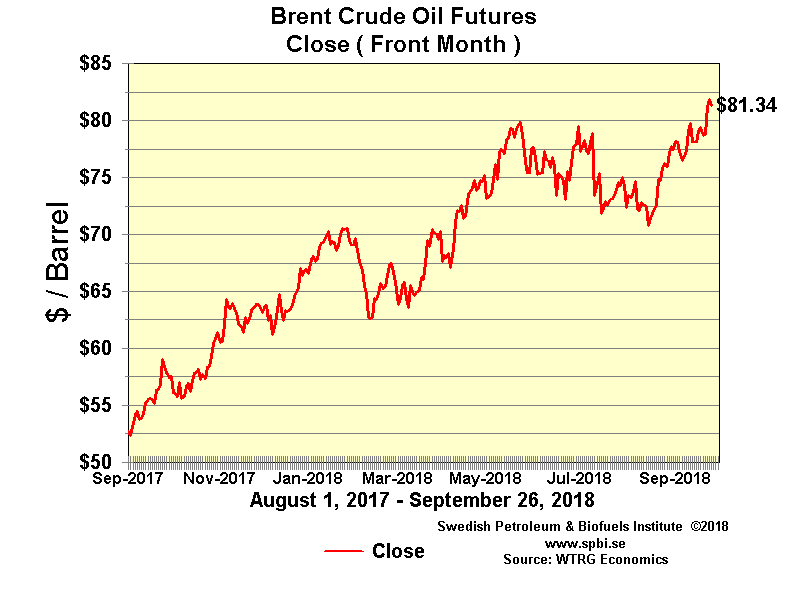 Brent Crude Oil Futures
Close ( Front Month )
$85
$80
$75
$70
$65
$60
$55
$50
$ / Barrel
$81.34
Sep-2017 Nov-2017 Jan-2018 Mar-2018 May-2018 Jul-2018 Sep-2018
August 1, 2017 - September 26, 2018
Swedish Petroleum & Biofuels Institute ©2018
www.spbi.se
Close
Source: WTRG Economics